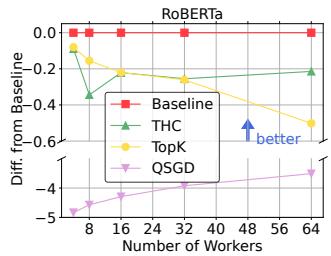 RoBERTa
Diff. from Baseline
0.0
−0.2
−0.4
−0.6
−4
−5
Baseline
THC
TopK
QSGD
better
8 16 24 32 40 48 56 64
Number of Workers